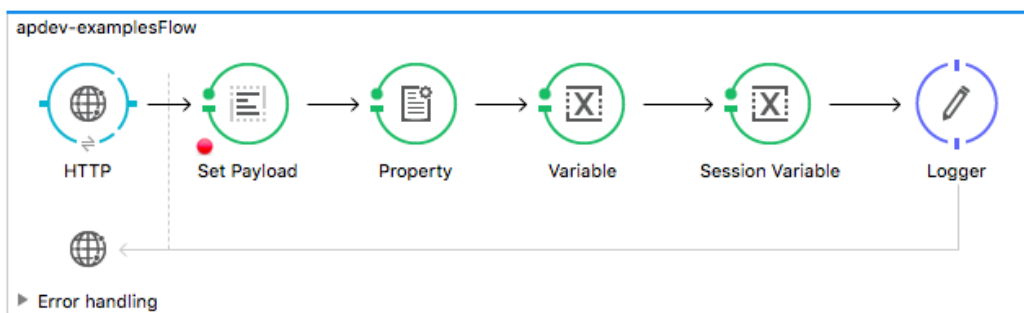 apdev-examplesFlow
HTTP
Set Payload
Property
Variable
Session Variable
Logger
Error handling